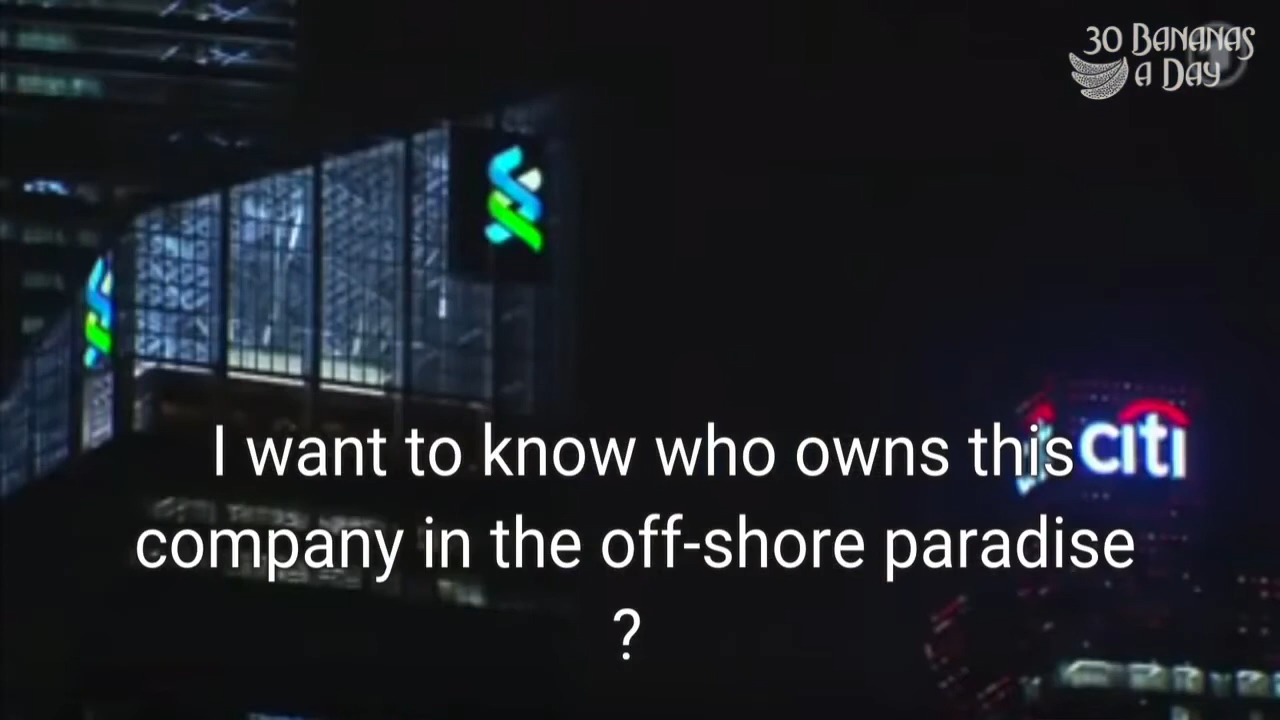 30 BANANAS
A DAY
citi
I want to know who owns this
company in the off-shore paradise
?